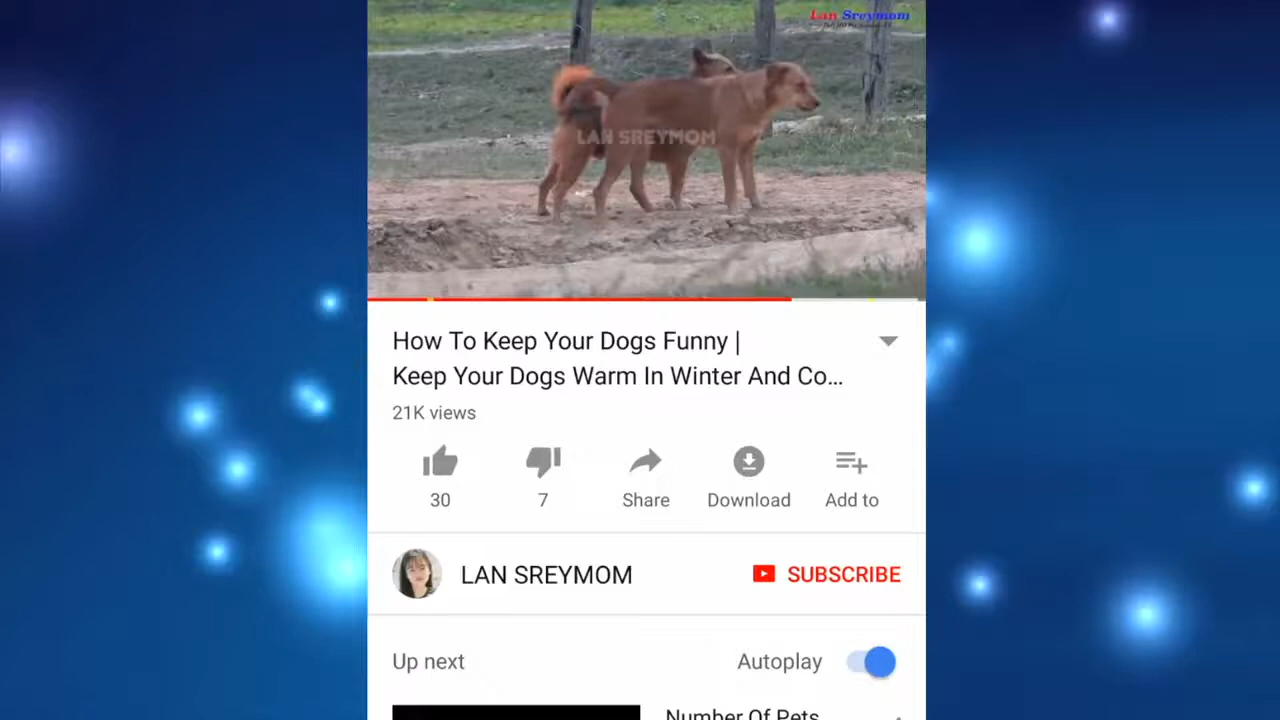 Lan Sreymom
LAN SREYMOM
How To Keep Your Dogs Funny |
Keep Your Dogs Warm In Winter And Co...
21K views
30
7
Share
Download
Add to
LAN SREYMOM
SUBSCRIBE
Up next
Autoplay
Number Of Pets